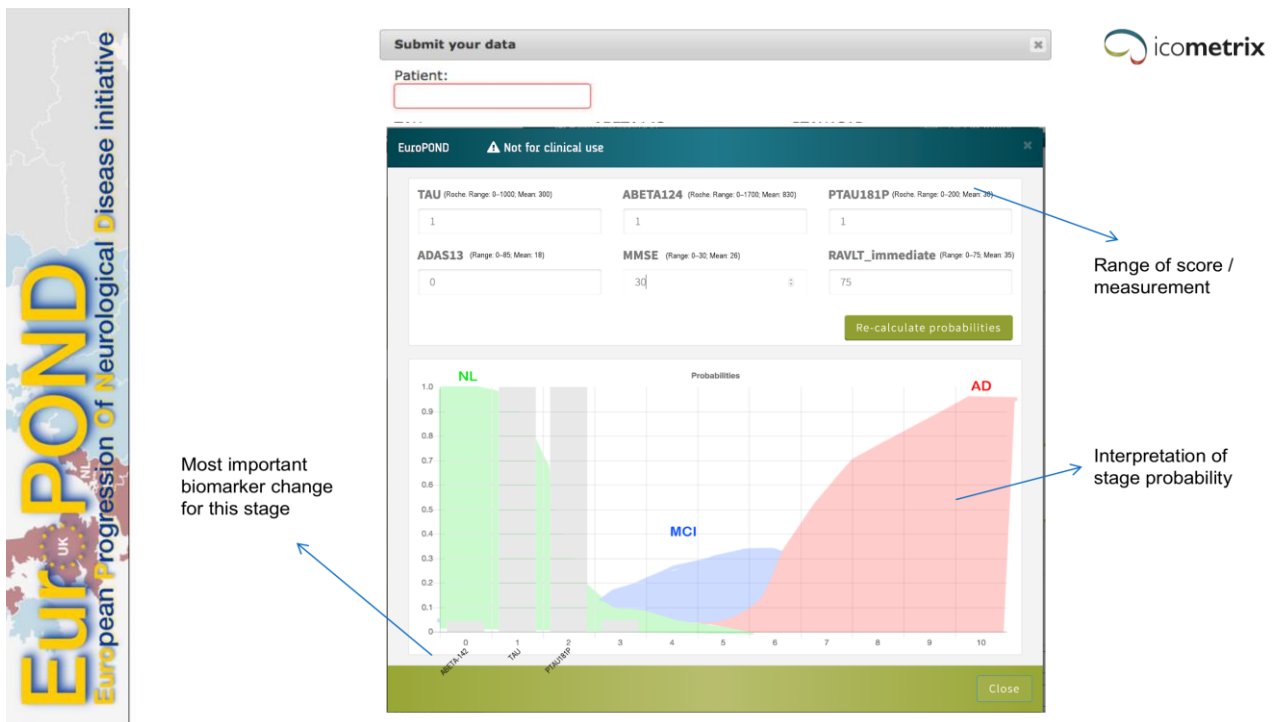 EuroPOND
European Progression of Neurological Disease initiative
UK
NL
Submit your data
icometrix
Patient:
EuroPOND Not for clinical use
TAU (Roche. Range: 0–1000; Mean: 300)
ABETA124 (Roche. Range: 0–1700; Mean: 830)
PTAU181P (Roche. Range: 0–200; Mean: 30)
1
1
1
ADAS13 (Range: 0–85; Mean: 18)
MMSE (Range: 0–30; Mean: 26)
RAVLT_immediate (Range: 0–75; Mean: 35)
0
30
75
Re-calculate probabilities
Range of score /
measurement
Probabilities
NL
MCI
AD
1.0
0.9
0.8
0.7
0.6
0.5
0.4
0.3
0.2
0.1
0
0 1 2 3 4 5 6 7 8 9 10
ABETA-142
TAU
PTAU181P
Most important
biomarker change
for this stage
Interpretation of
stage probability
Close